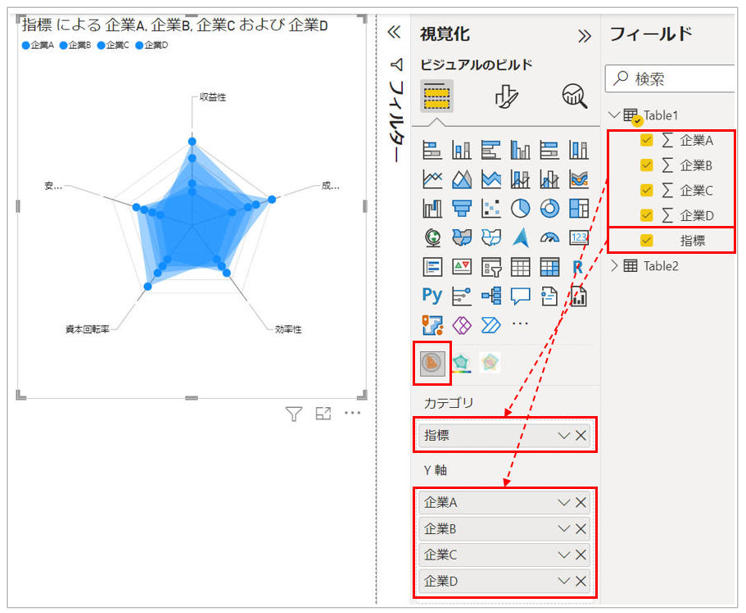 指標 による 企業A, 企業B, 企業C および 企業D
企業A 企業B 企業C 企業D
収益性
成...
効率性
資本回転率
安...
フィルター
視覚化
ビジュアルのビルド
123
R
Py
カテゴリ
指標
Y 軸
企業A
企業B
企業C
企業D
フィールド
検索
Table1
企業A
企業B
企業C
企業D
指標
Table2